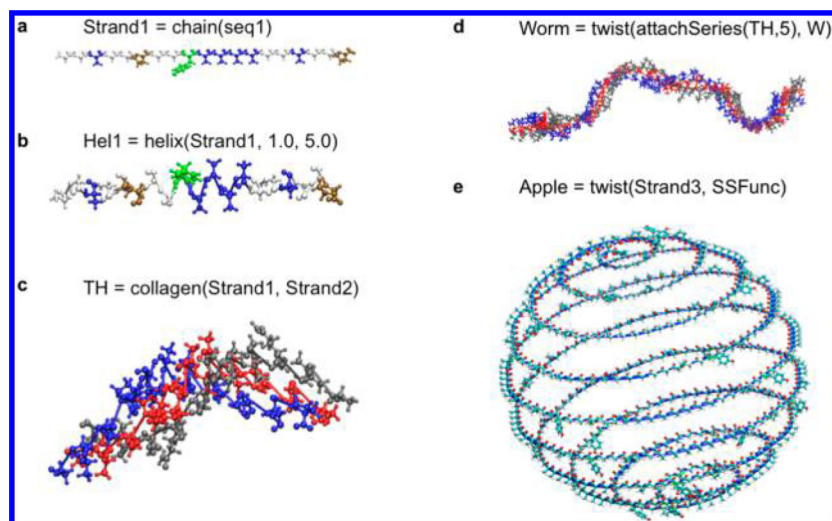 a Strand1 = chain(seq1)
b Hel1 = helix(Strand1, 1.0, 5.0)
c TH = collagen(Strand1, Strand2)
d Worm = twist(attachSeries(TH,5), W)
e Apple = twist(Strand3, SSFunc)